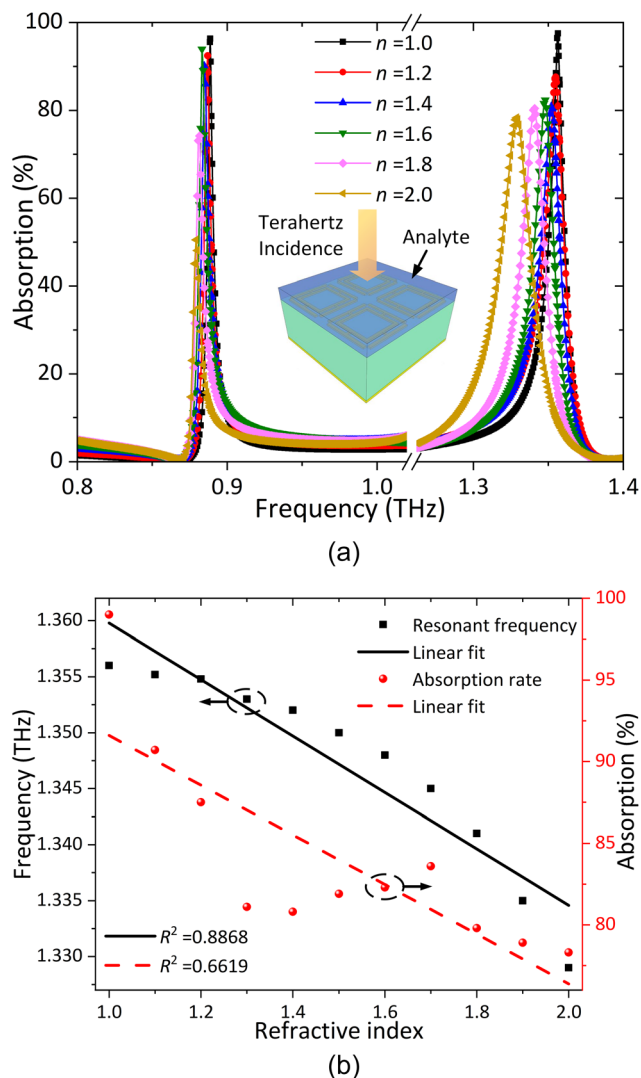 (a)
100
80
60
40
20
0
Absorption (%)
n =1.0
n =1.2
n =1.4
n =1.6
n =1.8
n =2.0
Terahertz
Incidence
Analyte
0.8
0.9
1.0
1.3
1.4
Frequency (THz)
(a)
1.360
1.355
1.350
1.345
1.340
1.335
1.330
Frequency (THz)
Resonant frequency
Linear fit
Absorption rate
Linear fit
R² =0.8868
R² =0.6619
100
95
90
85
80
Absorption (%)
1.0
1.2
1.4
1.6
1.8
2.0
Refractive index
(b)